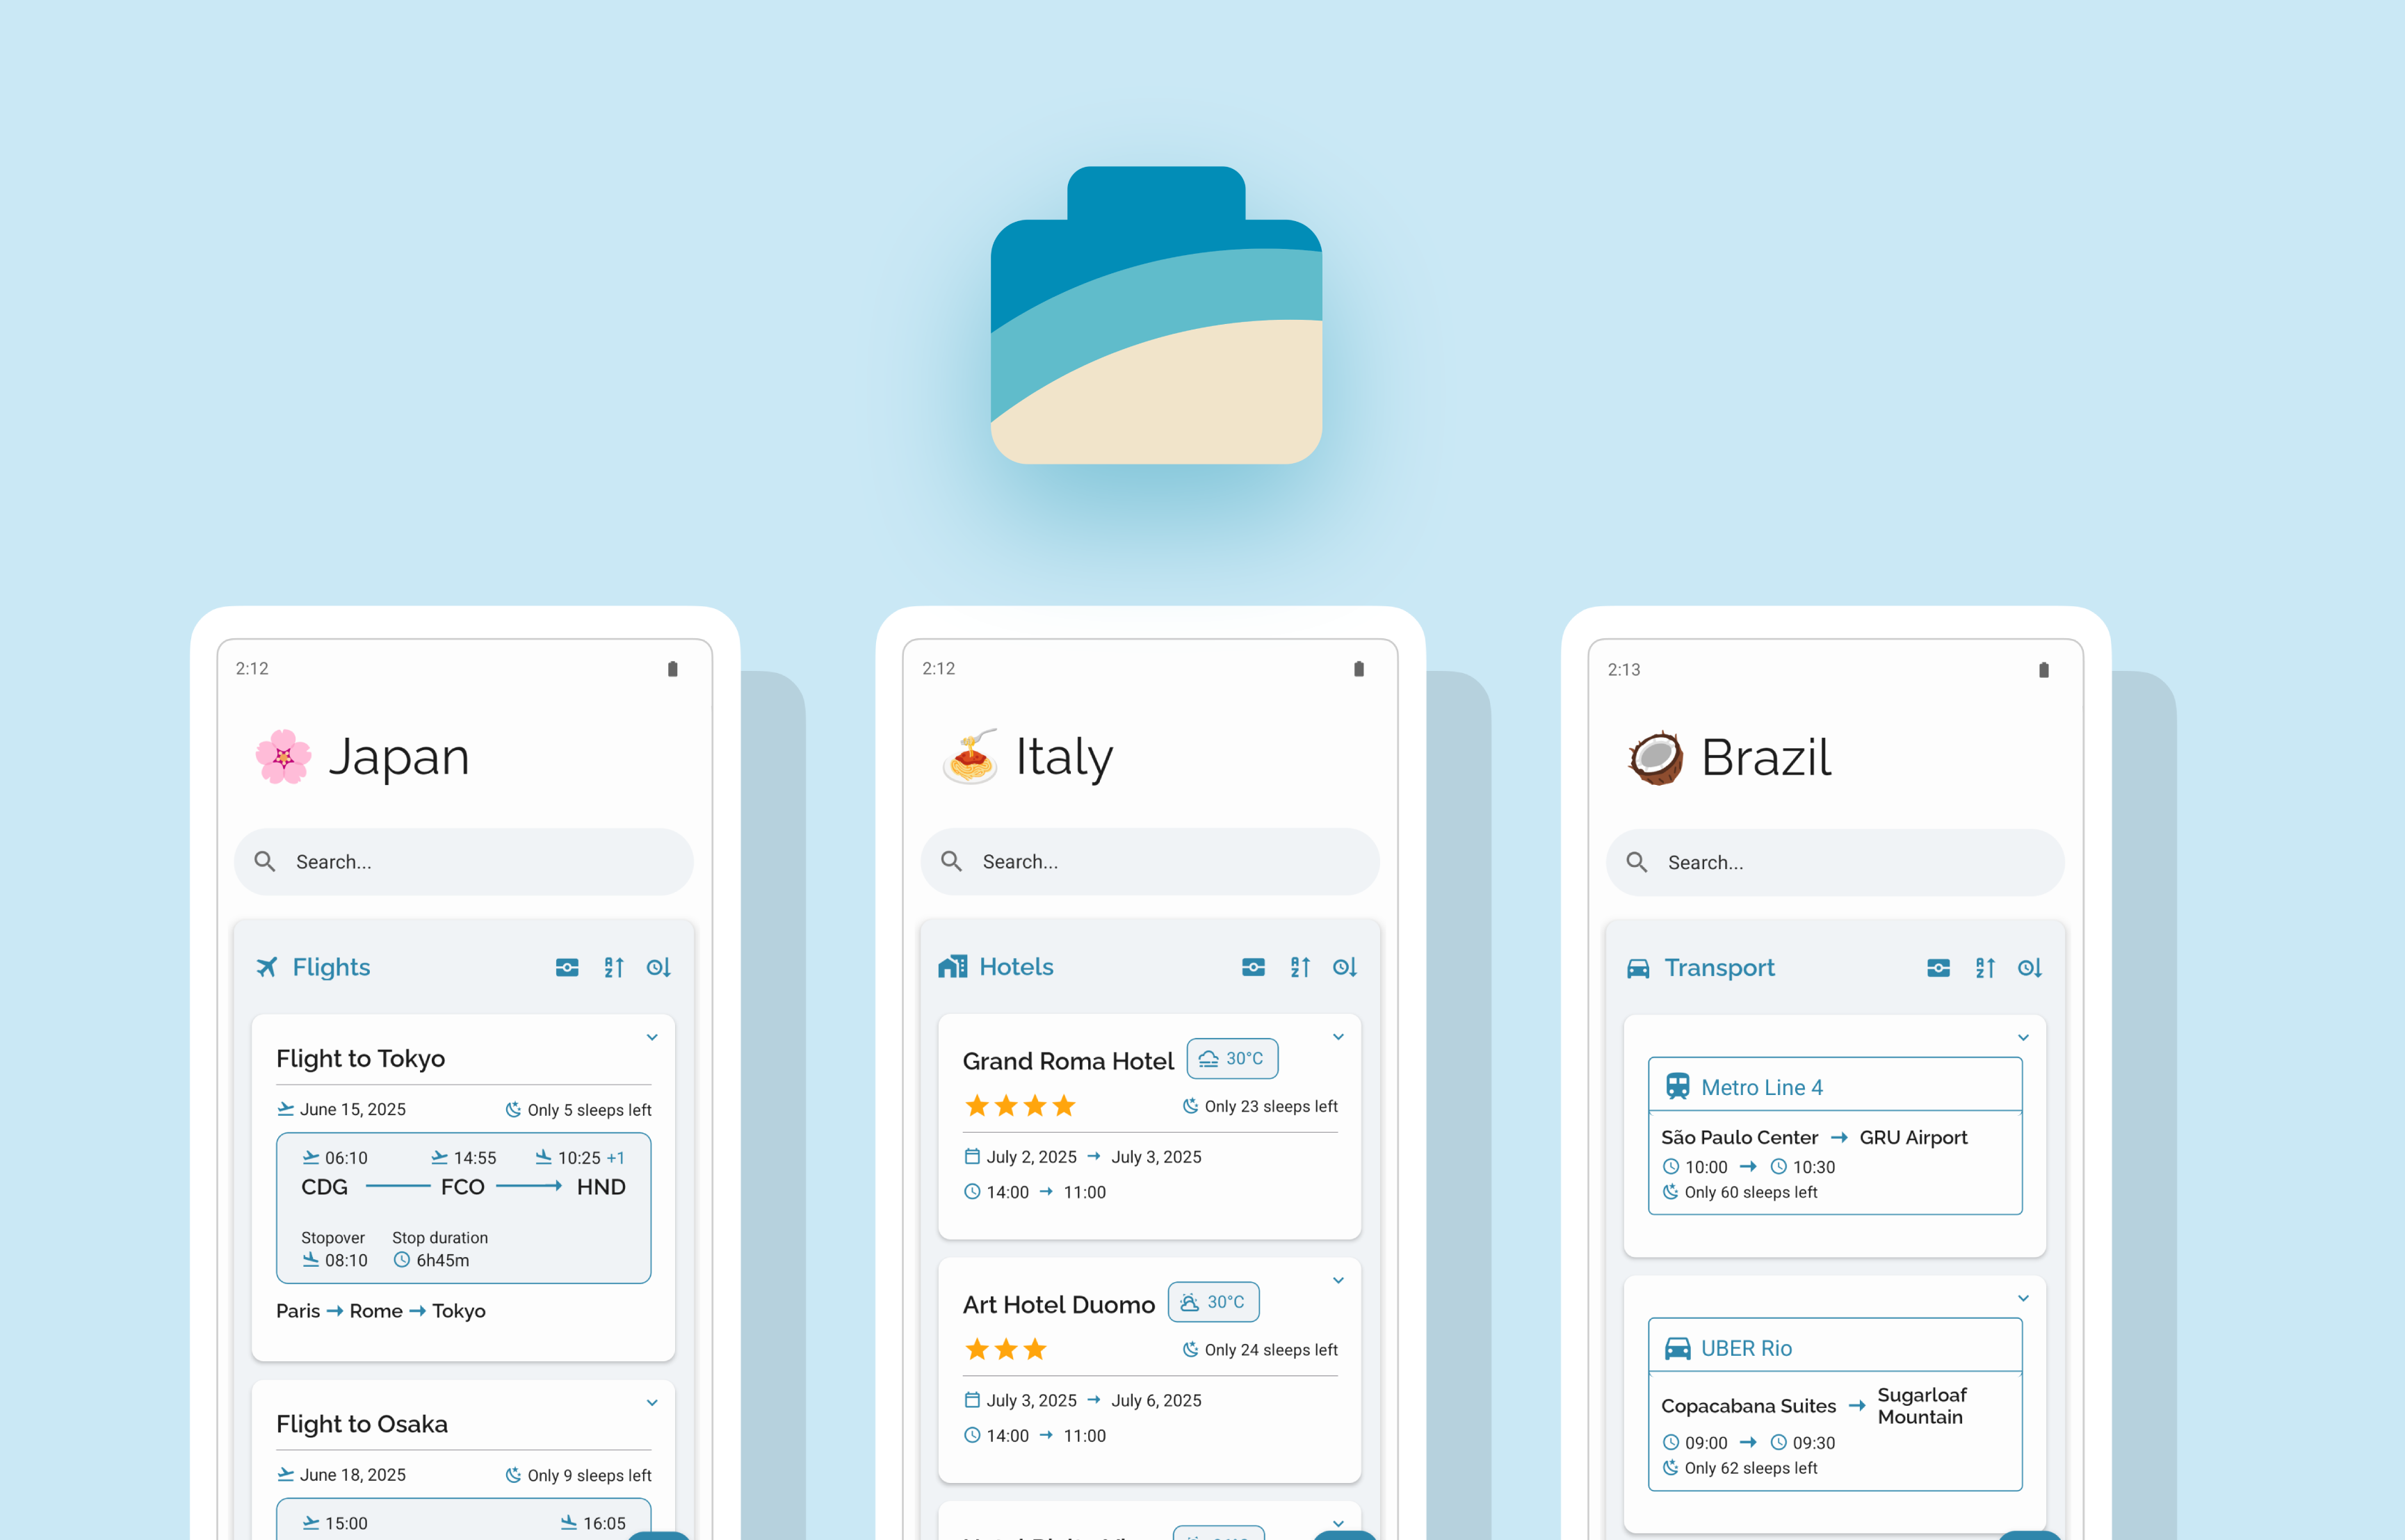 2:12
Japan
Search...
Flights
Flight to Tokyo
June 15, 2025 Only 5 sleeps left
06:10 14:55 10:25 +1
CDG FCO HND
Stopover Stop duration
08:10 6h45m
Paris → Rome → Tokyo
Flight to Osaka
June 18, 2025 Only 9 sleeps left
15:00 16:05
2:12
Italy
Search...
Hotels
Grand Roma Hotel 30°C
Only 23 sleeps left
July 2, 2025 → July 3, 2025
14:00 → 11:00
Art Hotel Duomo 30°C
Only 24 sleeps left
July 3, 2025 → July 6, 2025
14:00 → 11:00
2:13
Brazil
Search...
Transport
Metro Line 4
São Paulo Center → GRU Airport
10:00 → 10:30
Only 60 sleeps left
UBER Rio
Copacabana Suites → Sugarloaf
Mountain
09:00 → 09:30
Only 62 sleeps left